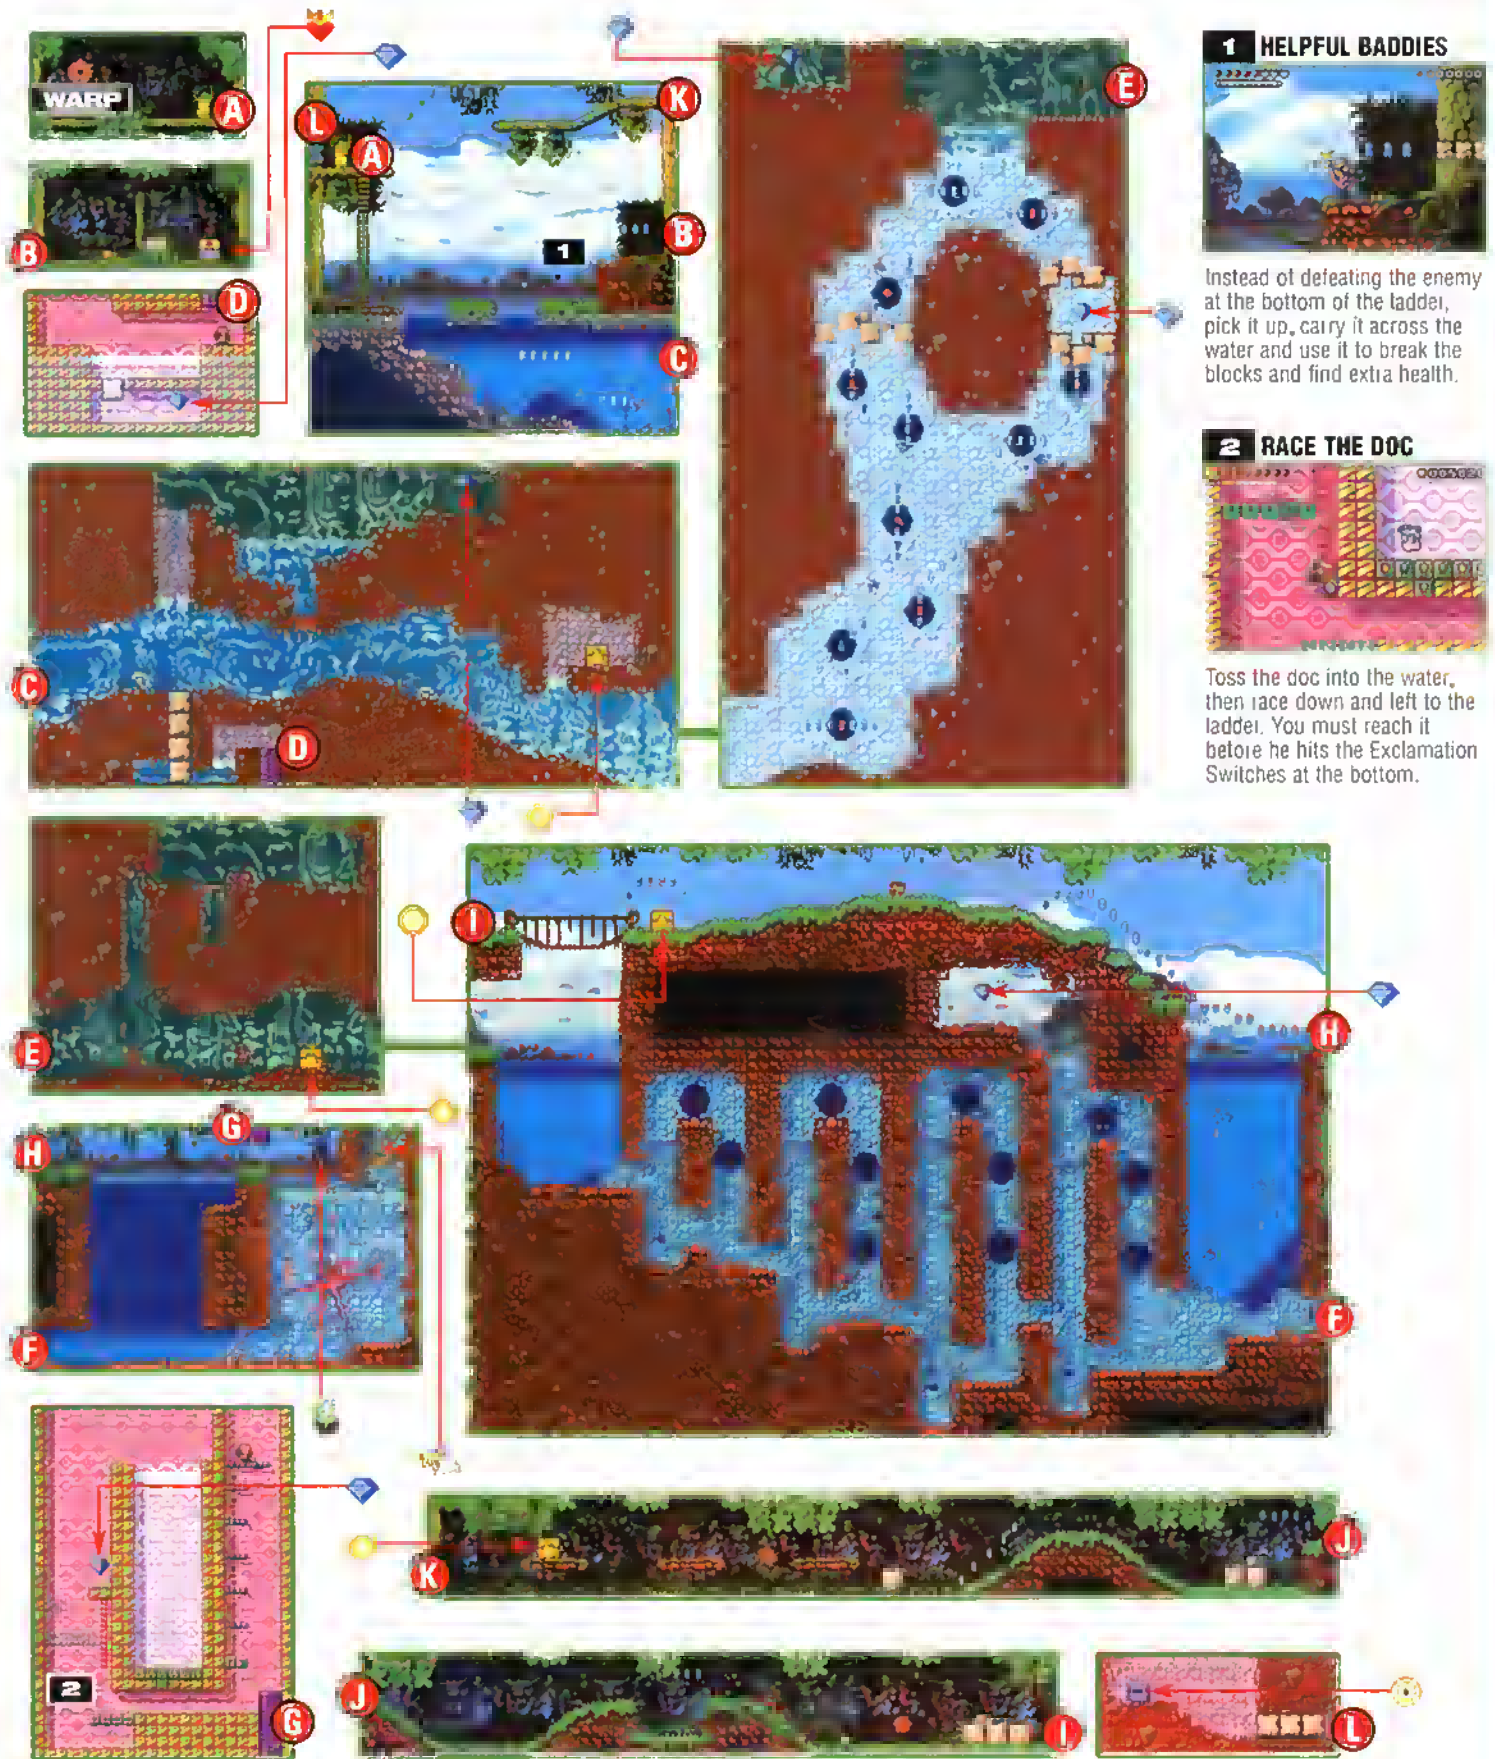 WARP
A
B
D
L
A
K
B
1
C
E
1 HELPFUL BADDIES
Instead of defeating the enemy
at the bottom of the ladder,
pick it up, carry it across the
water and use it to break the
blocks and find extra health.
2 RACE THE DOC
Toss the doc into the water,
then race down and left to the
ladder. You must reach it
before he hits the Exclamation
Switches at the bottom.
C
D
E
I
H
G
H
F
F
2
G
K
J
J
I
L